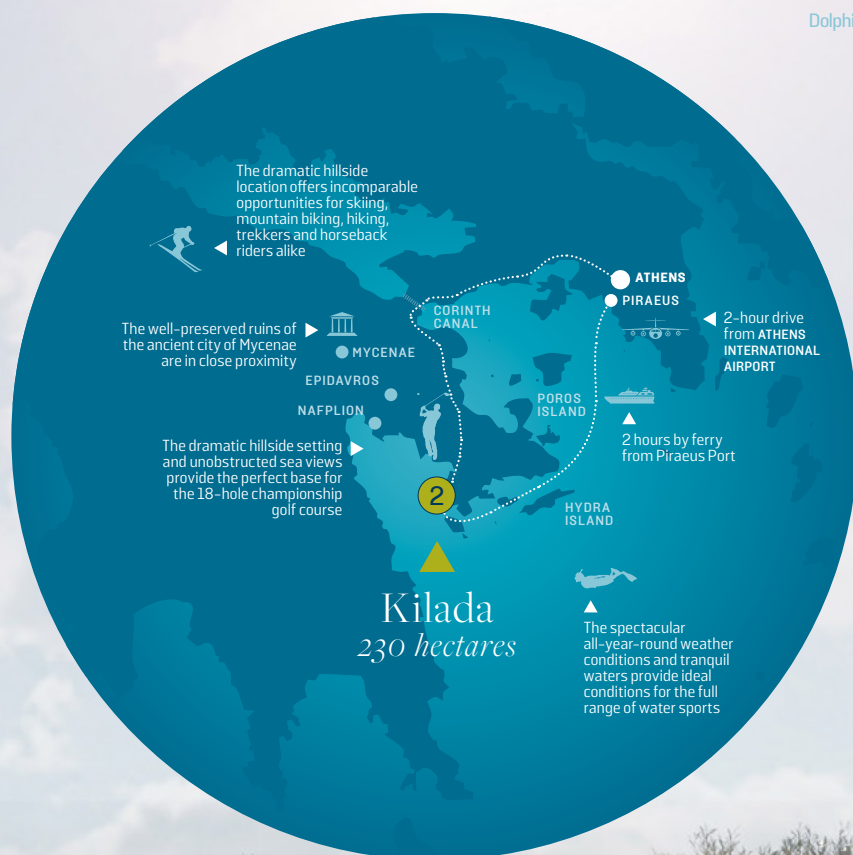 Dolphi
The dramatic hillside
location offers incomparable
opportunities for skiing,
mountain biking, hiking,
trekkers and horseback
riders alike
ATHENS
PIRAEUS
CORINTH
CANAL
2-hour drive
from ATHENS
INTERNATIONAL
AIRPORT
The well-preserved ruins of
the ancient city of Mycenae
are in close proximity
MYCENAE
EPIDAVROS
NAFPLION
POROS
ISLAND
2 hours by ferry
from Piraeus Port
The dramatic hillside setting
and unobstructed sea views
provide the perfect base for
the 18-hole championship
golf course
2
HYDRA
ISLAND
Kilada
230 hectares
The spectacular
all-year-round weather
conditions and tranquil
waters provide ideal
conditions for the full
range of water sports